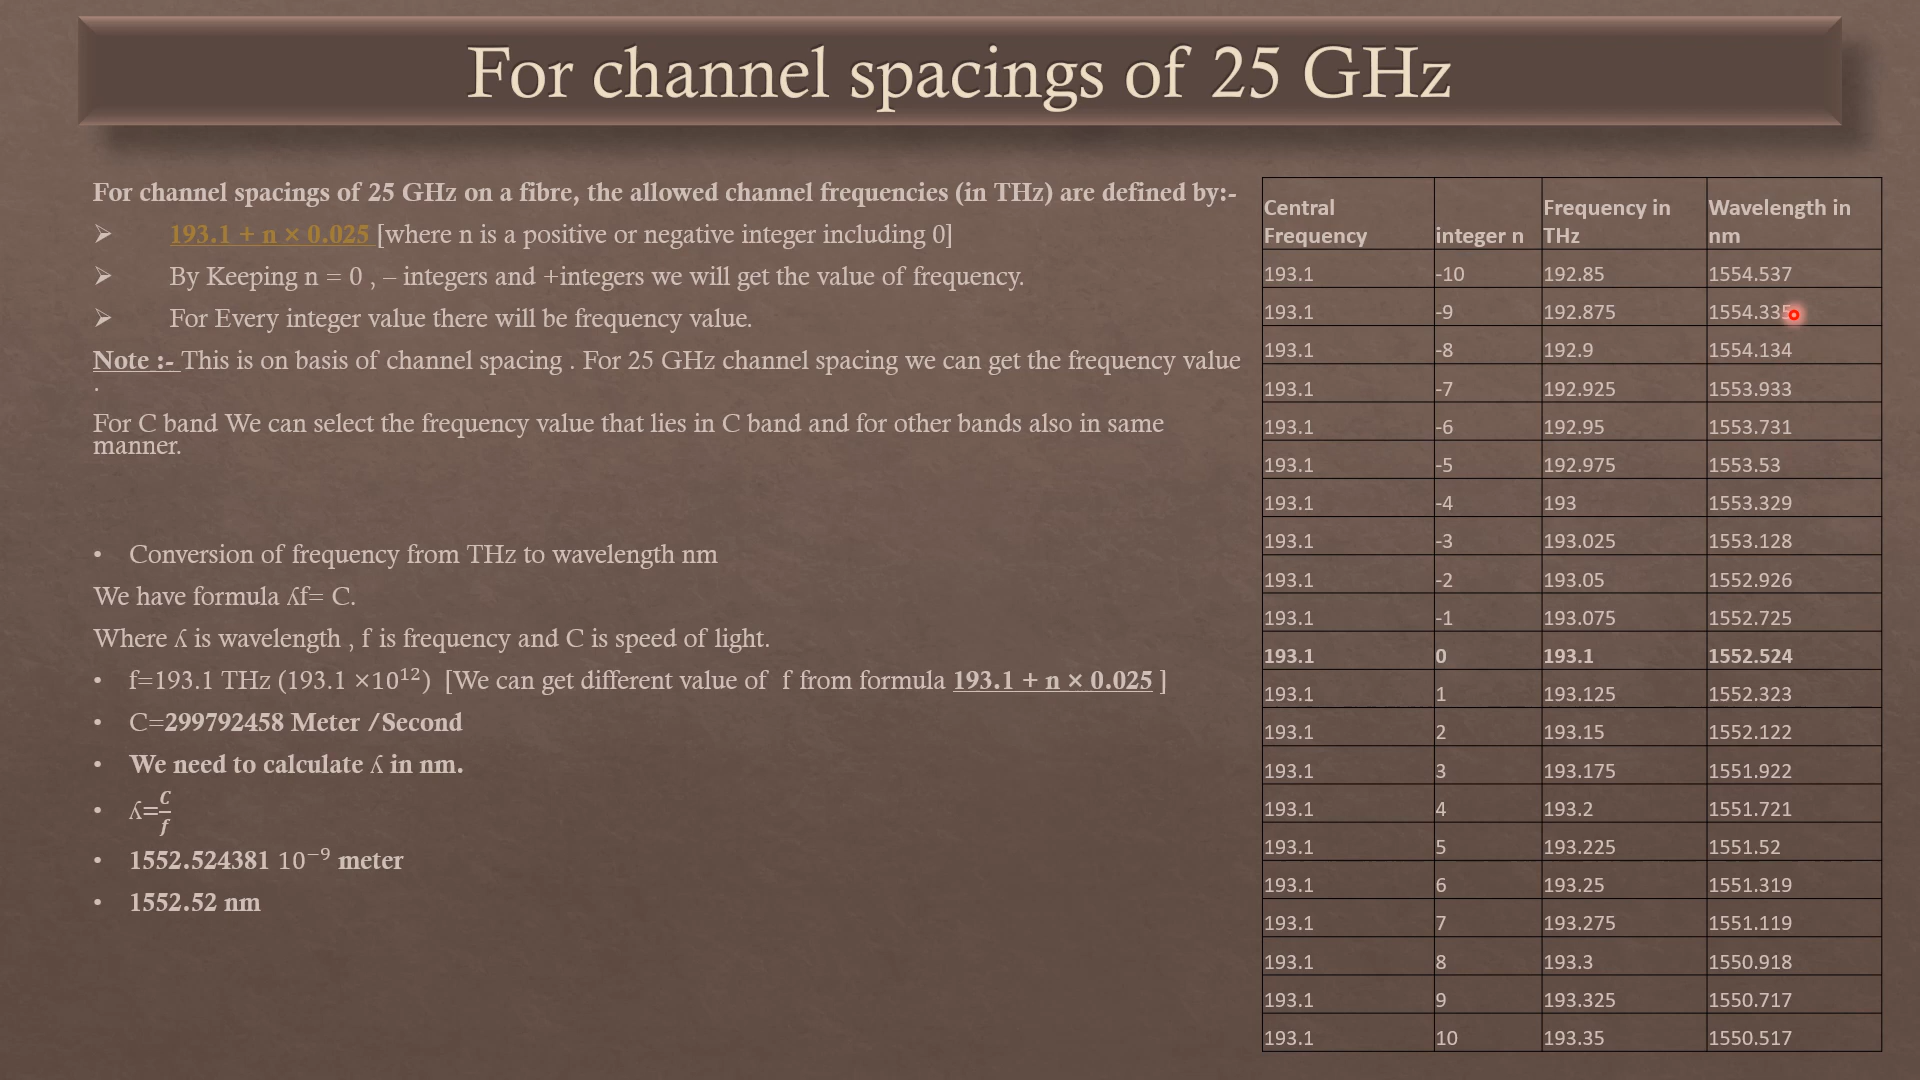 For channel spacings of 25 GHz
For channel spacings of 25 GHz on a fibre, the allowed channel frequencies (in THz) are defined by:-
➢ 193.1 + n × 0.025 [where n is a positive or negative integer including 0]
➢ By Keeping n = 0 , – integers and +integers we will get the value of frequency.
➢ For Every integer value there will be frequency value.
Note :- This is on basis of channel spacing . For 25 GHz channel spacing we can get the frequency value
.
For C band We can select the frequency value that lies in C band and for other bands also in same
manner.
• Conversion of frequency from THz to wavelength nm
We have formula ʎf= C.
Where ʎ is wavelength , f is frequency and C is speed of light.
• f=193.1 THz (193.1 ×10¹²) [We can get different value of f from formula 193.1 + n × 0.025 ]
• C=299792458 Meter /Second
• We need to calculate ʎ in nm.
• ʎ=C/f
• 1552.524381 10⁻⁹ meter
• 1552.52 nm
Central Frequency integer n Frequency in THz Wavelength in nm
193.1 -10 192.85 1554.537
193.1 -9 192.875 1554.335
193.1 -8 192.9 1554.134
193.1 -7 192.925 1553.933
193.1 -6 192.95 1553.731
193.1 -5 192.975 1553.53
193.1 -4 193 1553.329
193.1 -3 193.025 1553.128
193.1 -2 193.05 1552.926
193.1 -1 193.075 1552.725
193.1 0 193.1 1552.524
193.1 1 193.125 1552.323
193.1 2 193.15 1552.122
193.1 3 193.175 1551.922
193.1 4 193.2 1551.721
193.1 5 193.225 1551.52
193.1 6 193.25 1551.319
193.1 7 193.275 1551.119
193.1 8 193.3 1550.918
193.1 9 193.325 1550.717
193.1 10 193.35 1550.517